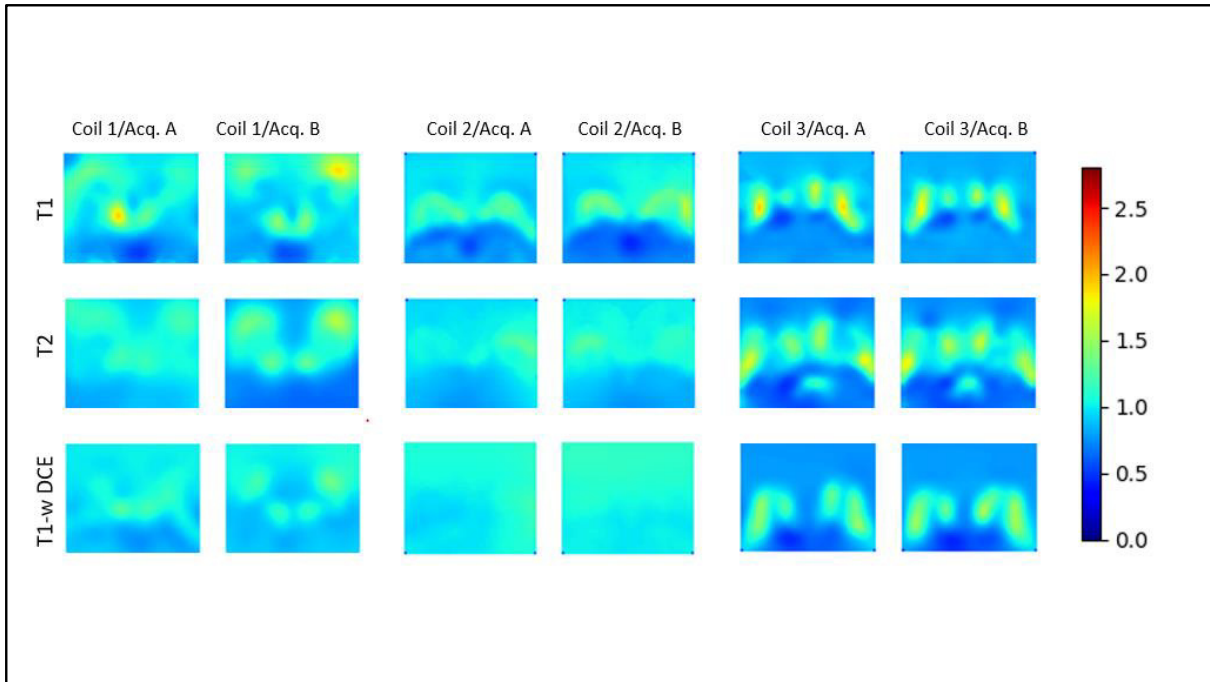 Coil 1/Acq. A Coil 1/Acq. B Coil 2/Acq. A Coil 2/Acq. B Coil 3/Acq. A Coil 3/Acq. B
T1
T2
T1-w DCE
2.5
2.0
1.5
1.0
0.5
0.0